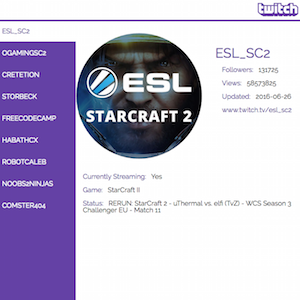 twitch
ESL_SC2
OGAMINGSC2
CRETETION
STORBECK
FREECODECAMP
HABATHCX
ROBOTCALEB
NOOBS2NINJAS
COMSTER404
ESL
STARCRAFT 2
ESL_SC2
Followers: 131725
Views: 58573825
Updated: 2016-06-26
www.twitch.tv/esl_sc2
Currently Streaming: Yes
Game: StarCraft II
Status: RERUN: StarCraft 2 - uThermal vs. elfi (TvZ) - WCS Season 3
Challenger EU - Match 11